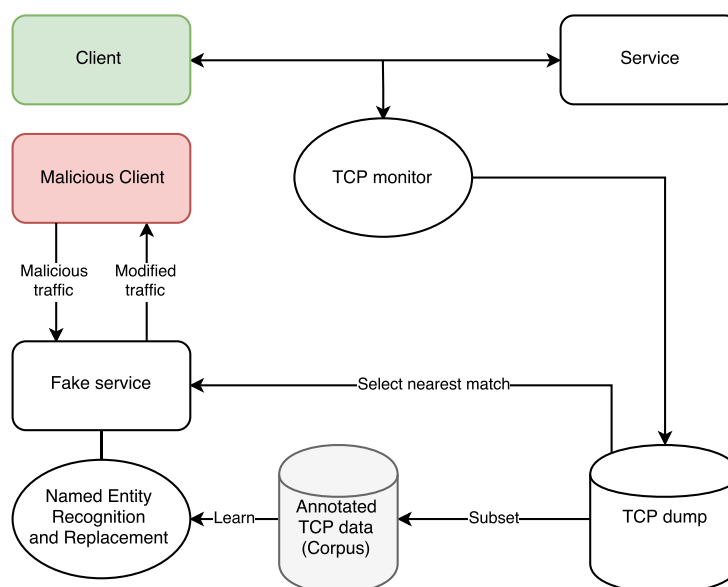 Client
Service
Malicious Client
TCP monitor
Malicious
traffic
Modified
traffic
Fake service
Select nearest match
Named Entity
Recognition
and Replacement
Learn
Annotated
TCP data
(Corpus)
Subset
TCP dump